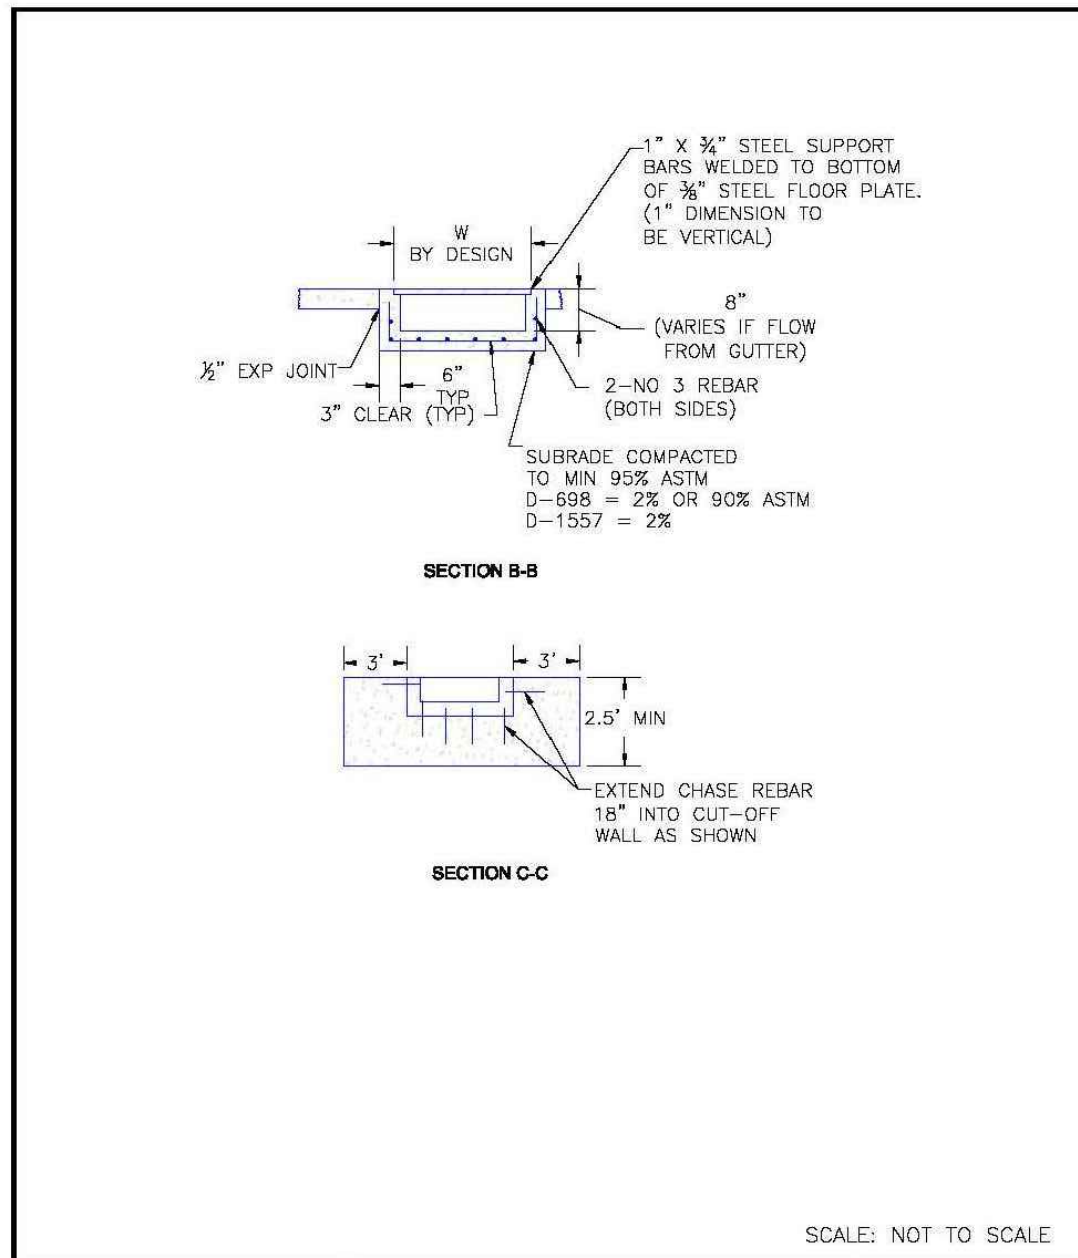 1" X ¾" STEEL SUPPORT
BARS WELDED TO BOTTOM
OF ⅜" STEEL FLOOR PLATE.
(1" DIMENSION TO
BE VERTICAL)
W
BY DESIGN
8"
(VARIES IF FLOW
FROM GUTTER)
½" EXP JOINT
6"
TYP
3" CLEAR (TYP)
2-NO 3 REBAR
(BOTH SIDES)
SUBRADE COMPACTED
TO MIN 95% ASTM
D-698 = 2% OR 90% ASTM
D-1557 = 2%
SECTION B-B
3'
3'
2.5' MIN
EXTEND CHASE REBAR
18" INTO CUT-OFF
WALL AS SHOWN
SECTION C-C
SCALE: NOT TO SCALE